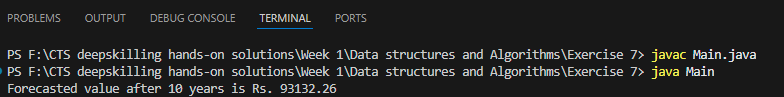 PROBLEMS OUTPUT DEBUG CONSOLE TERMINAL PORTS
PS F:\CTS deepskilling hands-on solutions\Week 1\Data structures and Algorithms\Exercise 7> javac Main.java
PS F:\CTS deepskilling hands-on solutions\Week 1\Data structures and Algorithms\Exercise 7> java Main
Forecasted value after 10 years is Rs. 93132.26